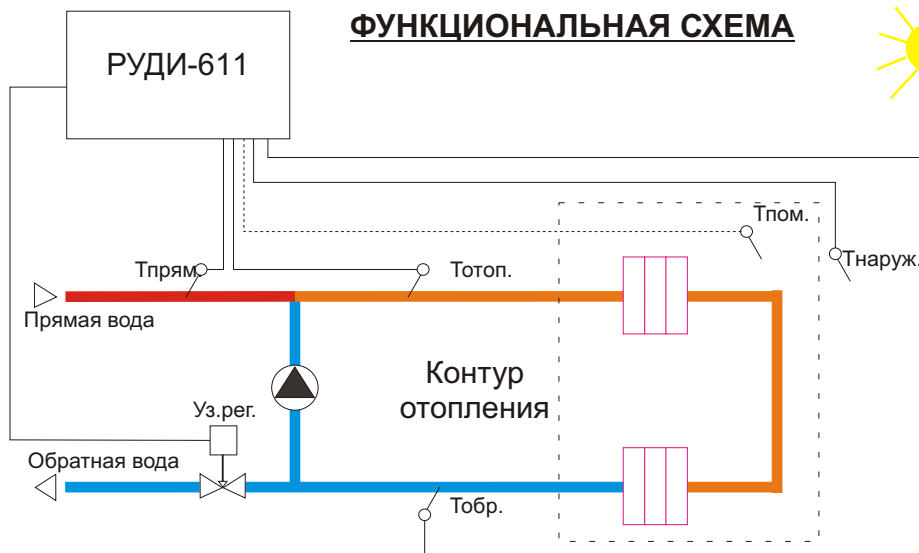 ФУНКЦИОНАЛЬНАЯ СХЕМА
РУДИ-611
Тпом.
Тпрям.
Тотоп.
Тнаруж.
Прямая вода
Контур
отопления
Уз.рег.
Обратная вода
Тобр.